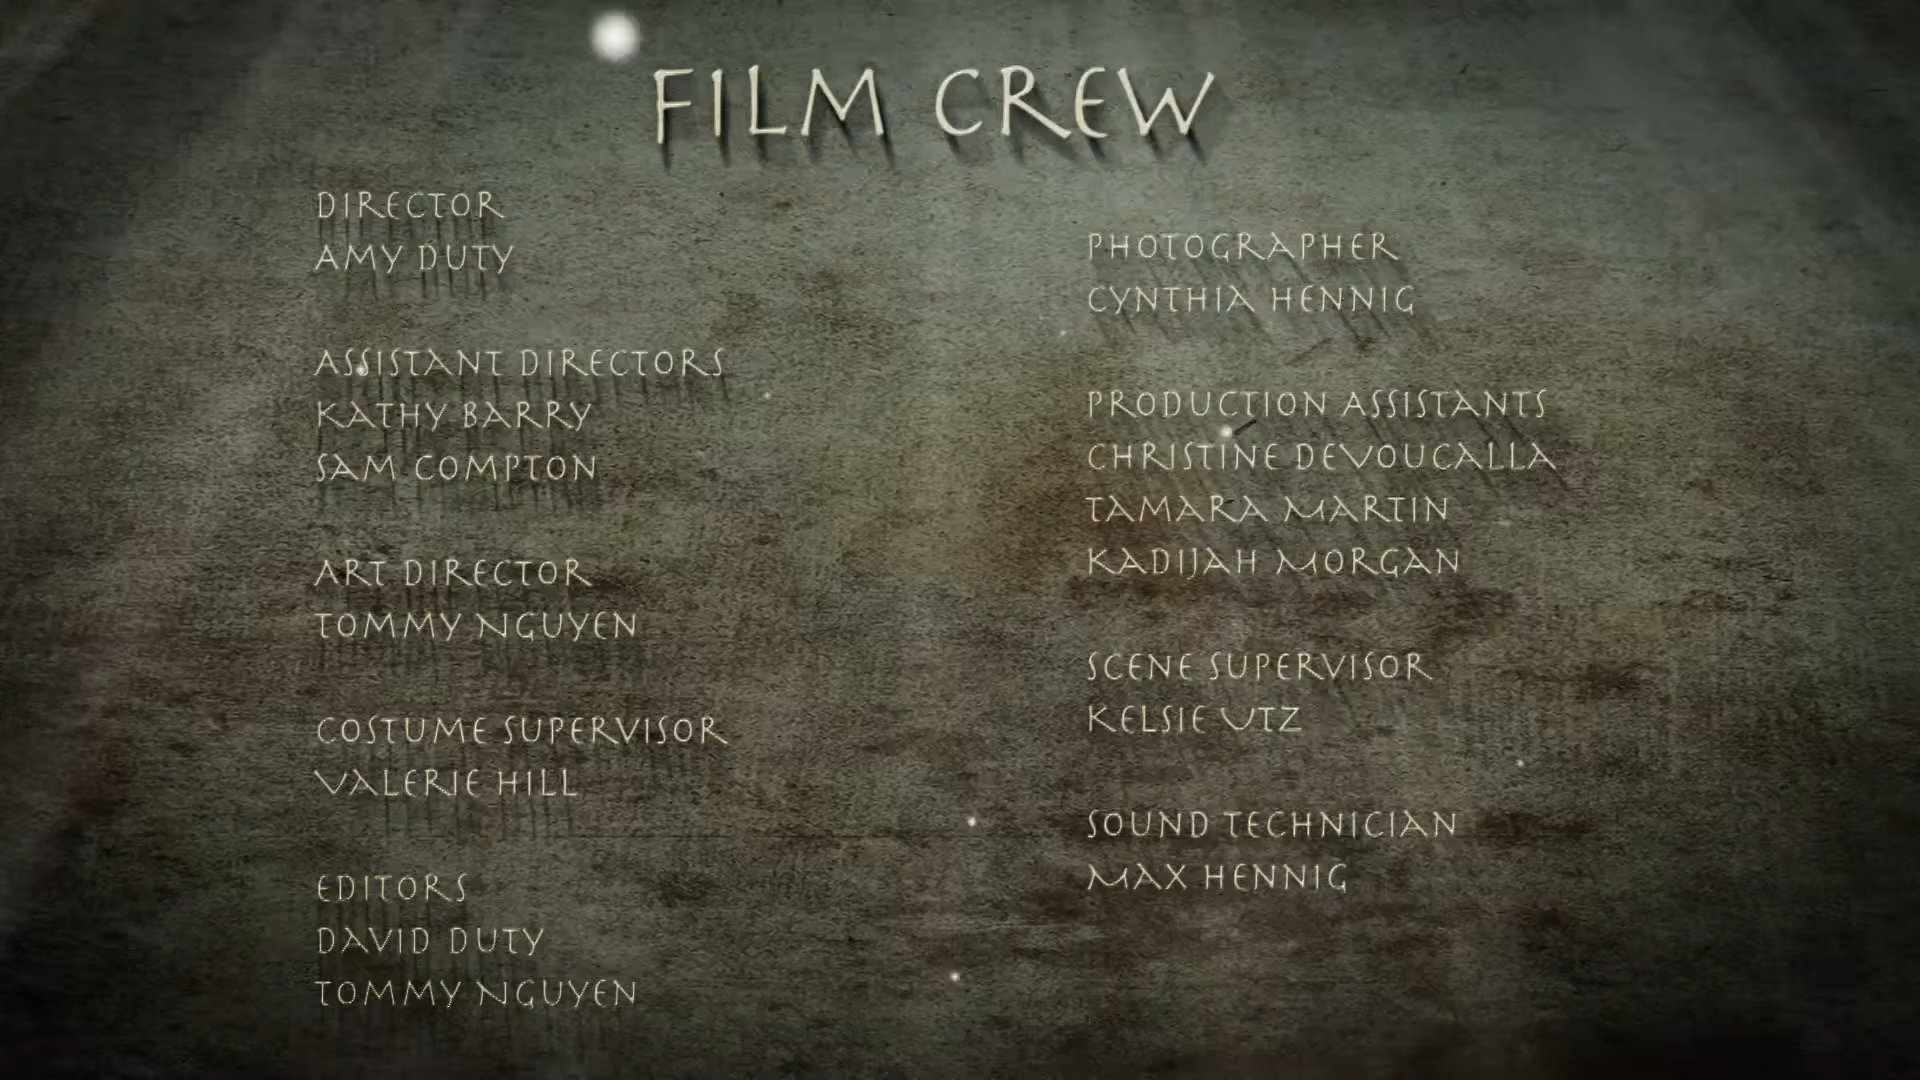 FILM CREW
DIRECTOR
AMY DUTY
ASSISTANT DIRECTORS
KATHY BARRY
SAM COMPTON
ART DIRECTOR
TOMMY NGUYEN
COSTUME SUPERVISOR
VALERIE HILL
EDITORS
DAVID DUTY
TOMMY NGUYEN
PHOTOGRAPHER
CYNTHIA HENNIG
PRODUCTION ASSISTANTS
CHRISTINE DEVOUCALLA
TAMARA MARTIN
KADIJAH MORGAN
SCENE SUPERVISOR
KELSIE UTZ
SOUND TECHNICIAN
MAX HENNIG